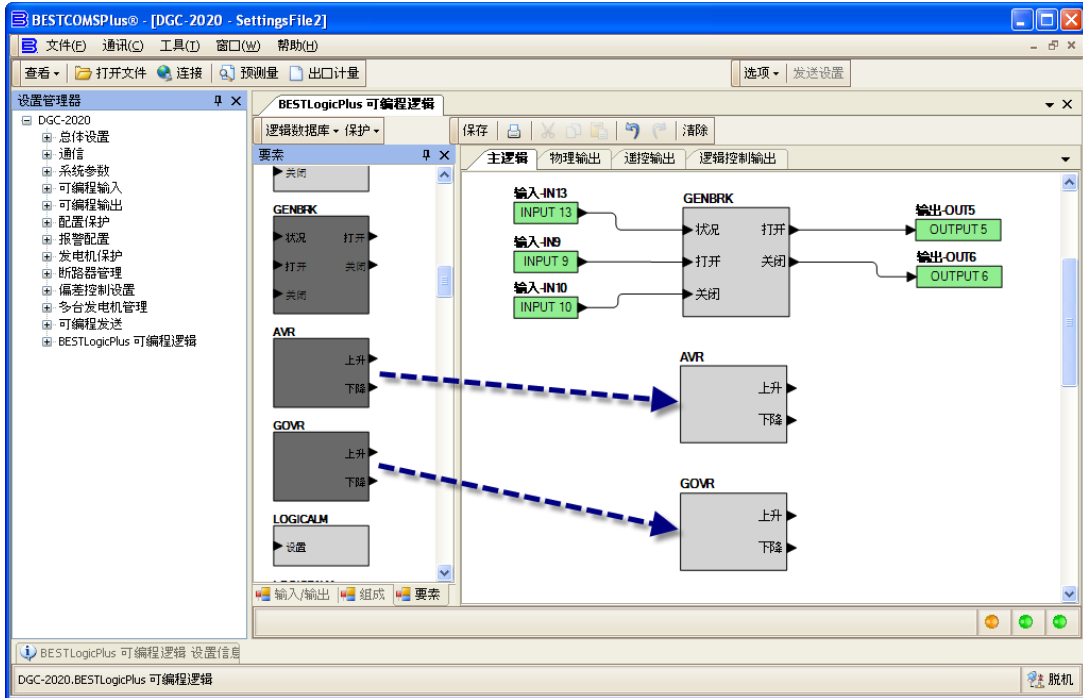 BESTCOMSPlus® - [DGC-2020 - SettingsFile2]
文件(F) 通讯(C) 工具(T) 窗口(W) 帮助(H)
查看 打开文件 连接 预测量 出口计量 选项 发送设置
设置管理器
DGC-2020
总体设置
通信
系统参数
可编程输入
可编程输出
配置保护
报警配置
发电机保护
断路器管理
偏差控制设置
多台发电机管理
可编程发送
BESTLogicPlus 可编程逻辑
BESTLogicPlus 可编程逻辑
逻辑数据库 保护
保存 清除
要素
关闭
GENBRK
状况 打开
打开 关闭
关闭
AVR
上升
下降
GOVR
上升
下降
LOGICALM
设置
输入/输出 组成 要素
主逻辑 物理输出 遥控输出 逻辑控制输出
输入-IN13
INPUT 13
输入-IN9
INPUT 9
输入-IN10
INPUT 10
GENBRK
状况 打开
打开 关闭
关闭
输出-OUT5
OUTPUT 5
输出-OUT6
OUTPUT 6
AVR
上升
下降
GOVR
上升
下降
BESTLogicPlus 可编程逻辑 设置信息
DGC-2020.BESTLogicPlus 可编程逻辑
脱机